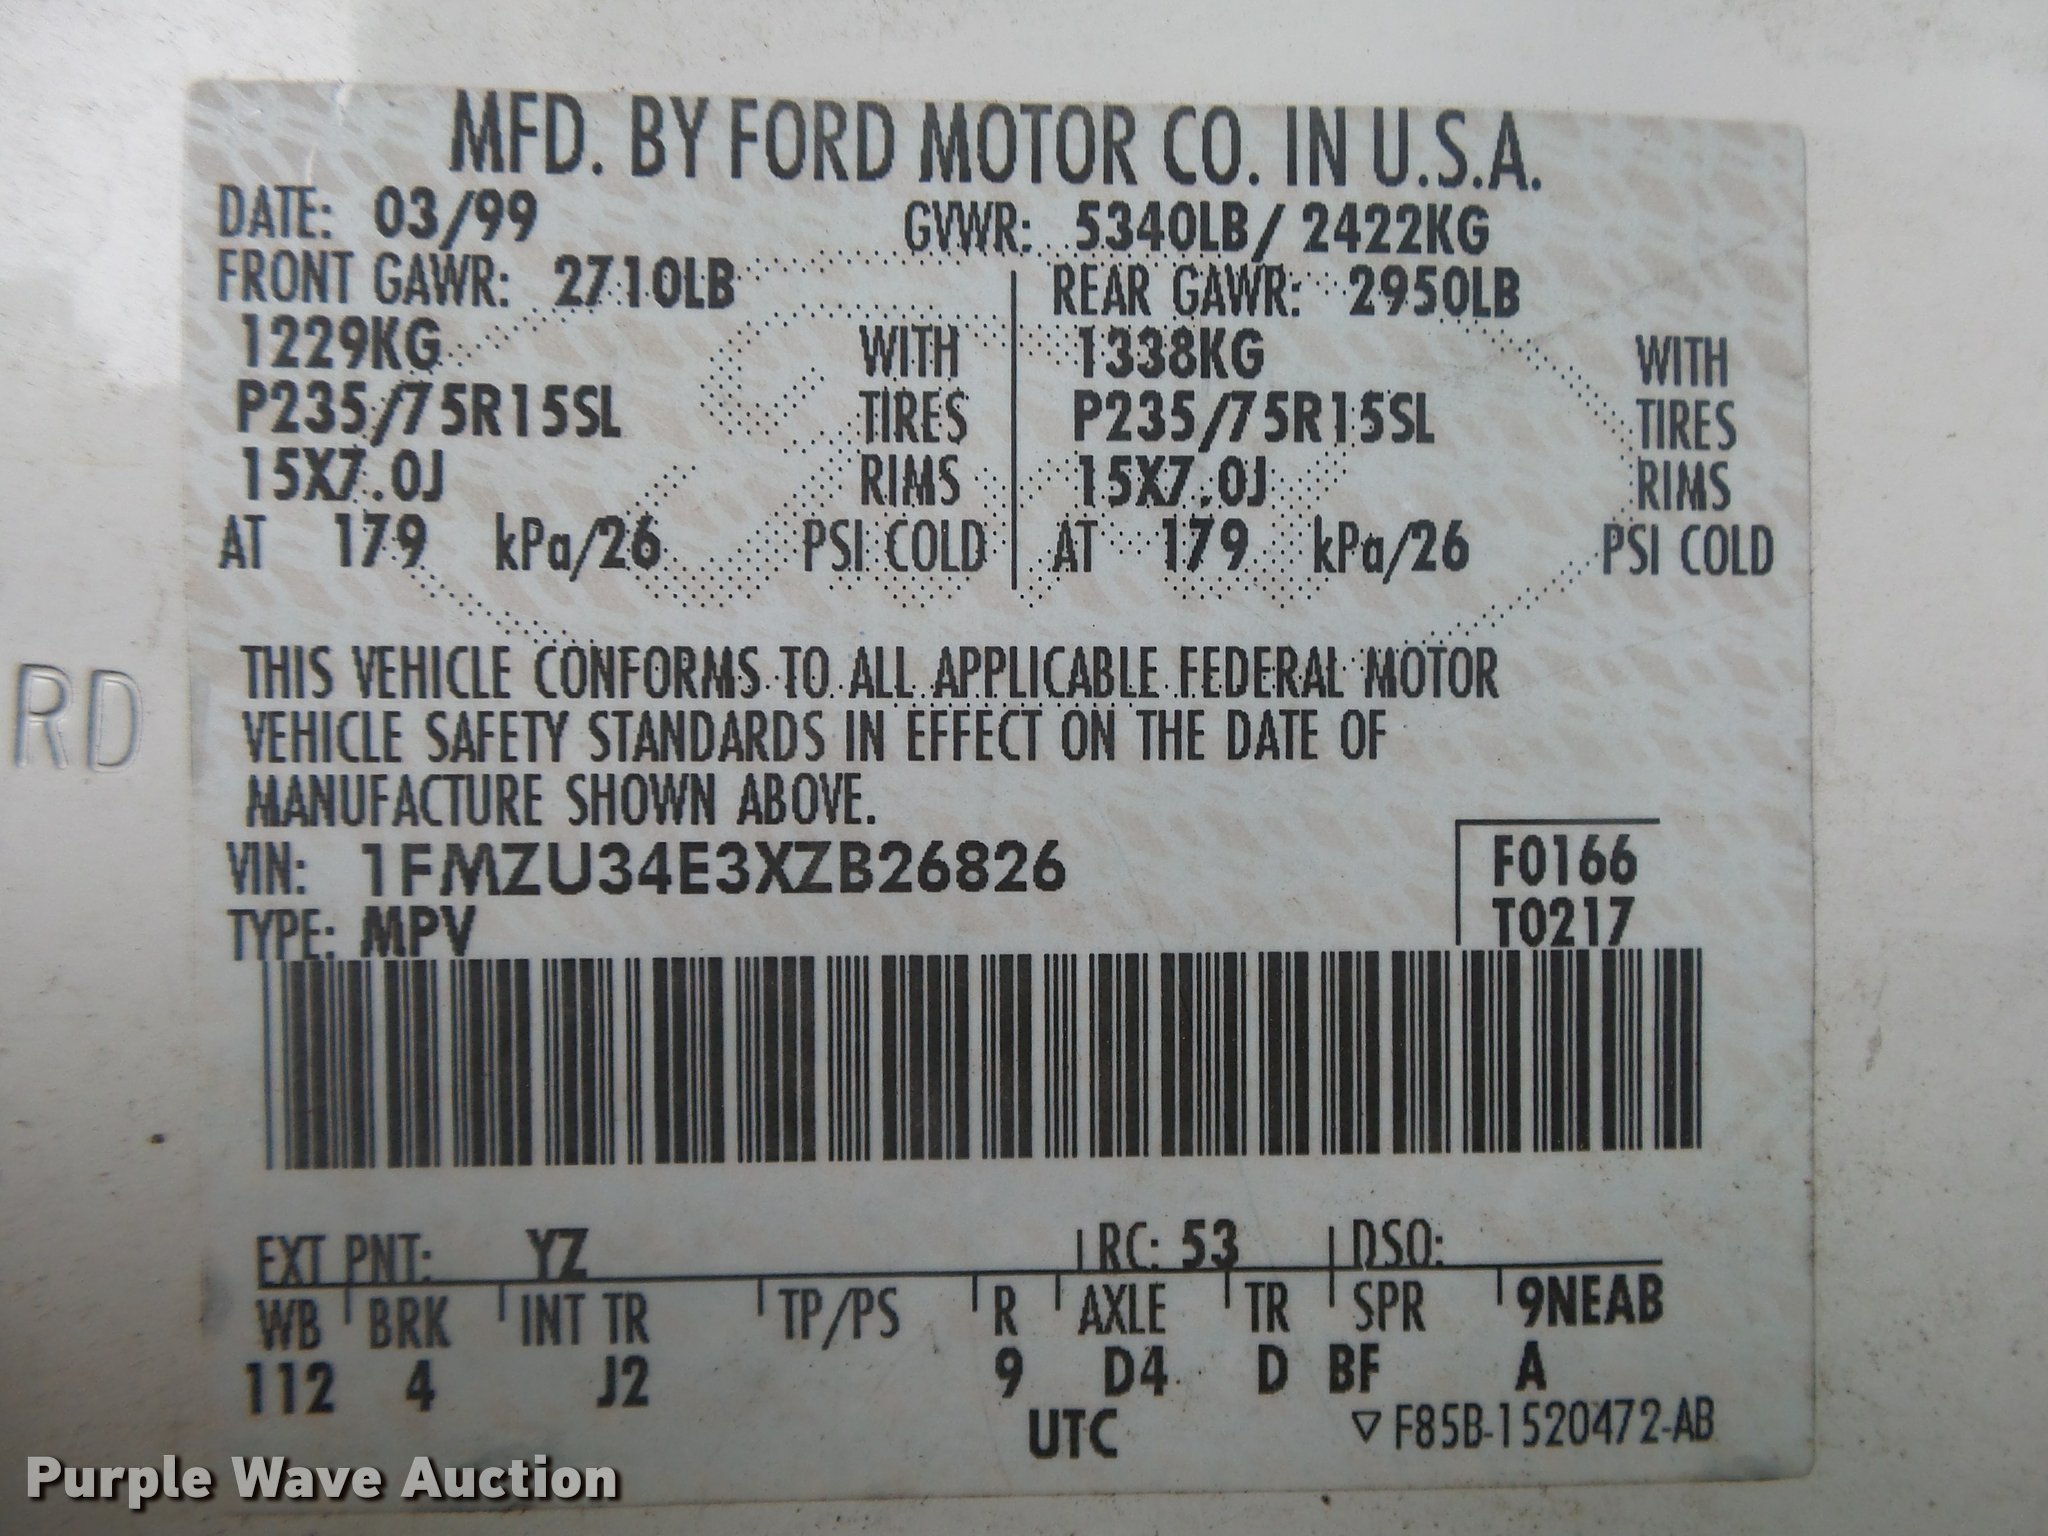 MFD. BY FORD MOTOR CO. IN U.S.A.
DATE: 03/99 GVWR: 5340LB/ 2422KG
FRONT GAWR: 2710LB REAR GAWR: 2950LB
1229KG WITH 1338KG WITH
P235/75R15SL TIRES P235/75R15SL TIRES
15X7.0J RIMS 15X7.0J RIMS
AT 179 kPa/26 PSI COLD AT 179 kPa/26 PSI COLD
THIS VEHICLE CONFORMS TO ALL APPLICABLE FEDERAL MOTOR
RD
VEHICLE SAFETY STANDARDS IN EFFECT ON THE DATE OF
MANUFACTURE SHOWN ABOVE.
VIN: 1FMZU34E3XZB26826 F0166
TYPE: MPV T0217
EXT PNT: YZ RC: 53 DSO:
WB BRK INT TR TP/PS R AXLE TR SPR 9NEAB
112 4 J2 9 D4 D BF A
UTC ▽ F85B-1520472-AB
Purple Wave Auction